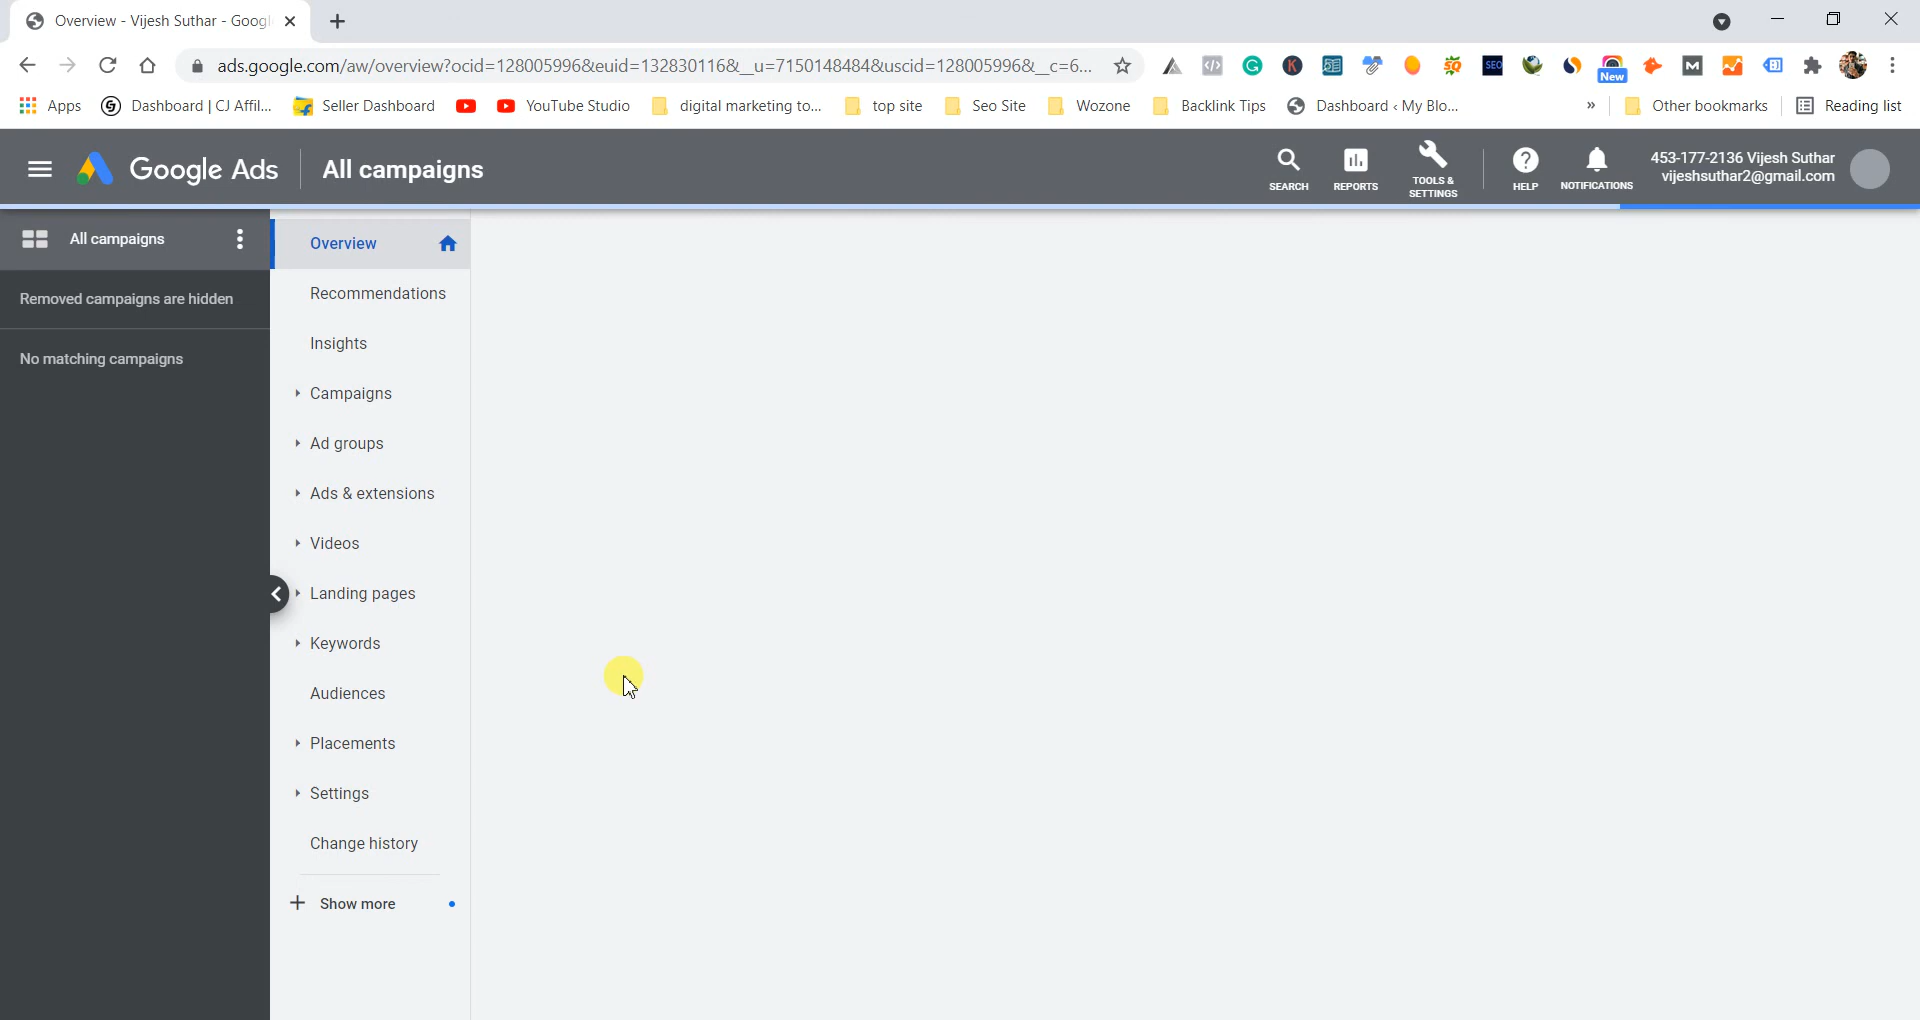 Overview - Vijesh Suthar - Googl
ads.google.com/aw/overview?ocid=128005996&euid=132830116&__u=7150148484&uscid=128005996&__c=6...
New
Apps
Dashboard | CJ Affil...
Seller Dashboard
YouTube Studio
digital marketing to...
top site
Seo Site
Wozone
Backlink Tips
Dashboard ‹ My Blo...
»
Other bookmarks
Reading list
Google Ads
All campaigns
SEARCH
REPORTS
TOOLS &
SETTINGS
HELP
NOTIFICATIONS
453-177-2136 Vijesh Suthar
vijeshsuthar2@gmail.com
All campaigns
Removed campaigns are hidden
No matching campaigns
Overview
Recommendations
Insights
Campaigns
Ad groups
Ads & extensions
Videos
Landing pages
Keywords
Audiences
Placements
Settings
Change history
Show more